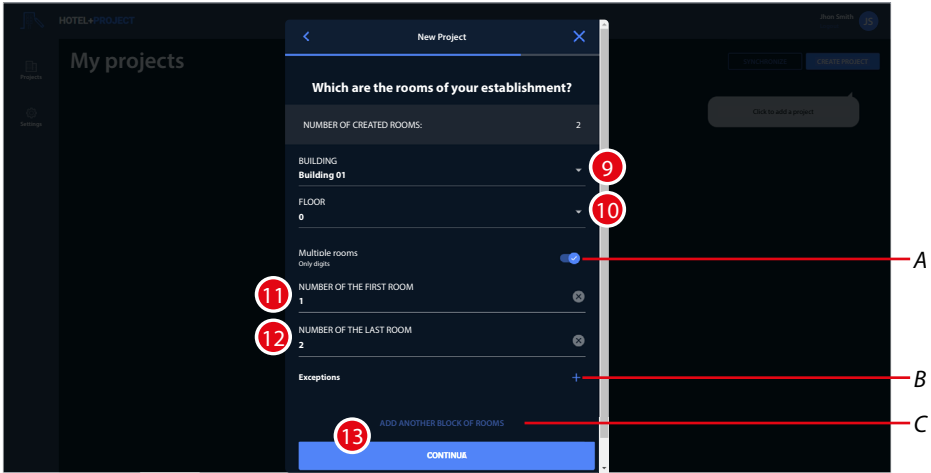 HOTEL+PROJECT
Jhon Smith
JS
New Project
My projects
Projects
CREATE PROJECT
Which are the rooms of your establishment?
Click to add a project
Settings
NUMBER OF CREATED ROOMS: 2
BUILDING
Building 01
9
FLOOR
0
10
Multiple rooms
Only digits
A
11
NUMBER OF THE FIRST ROOM
1
12
NUMBER OF THE LAST ROOM
2
Exceptions
+
B
ADD ANOTHER BLOCK OF ROOMS
C
13
CONTINUA